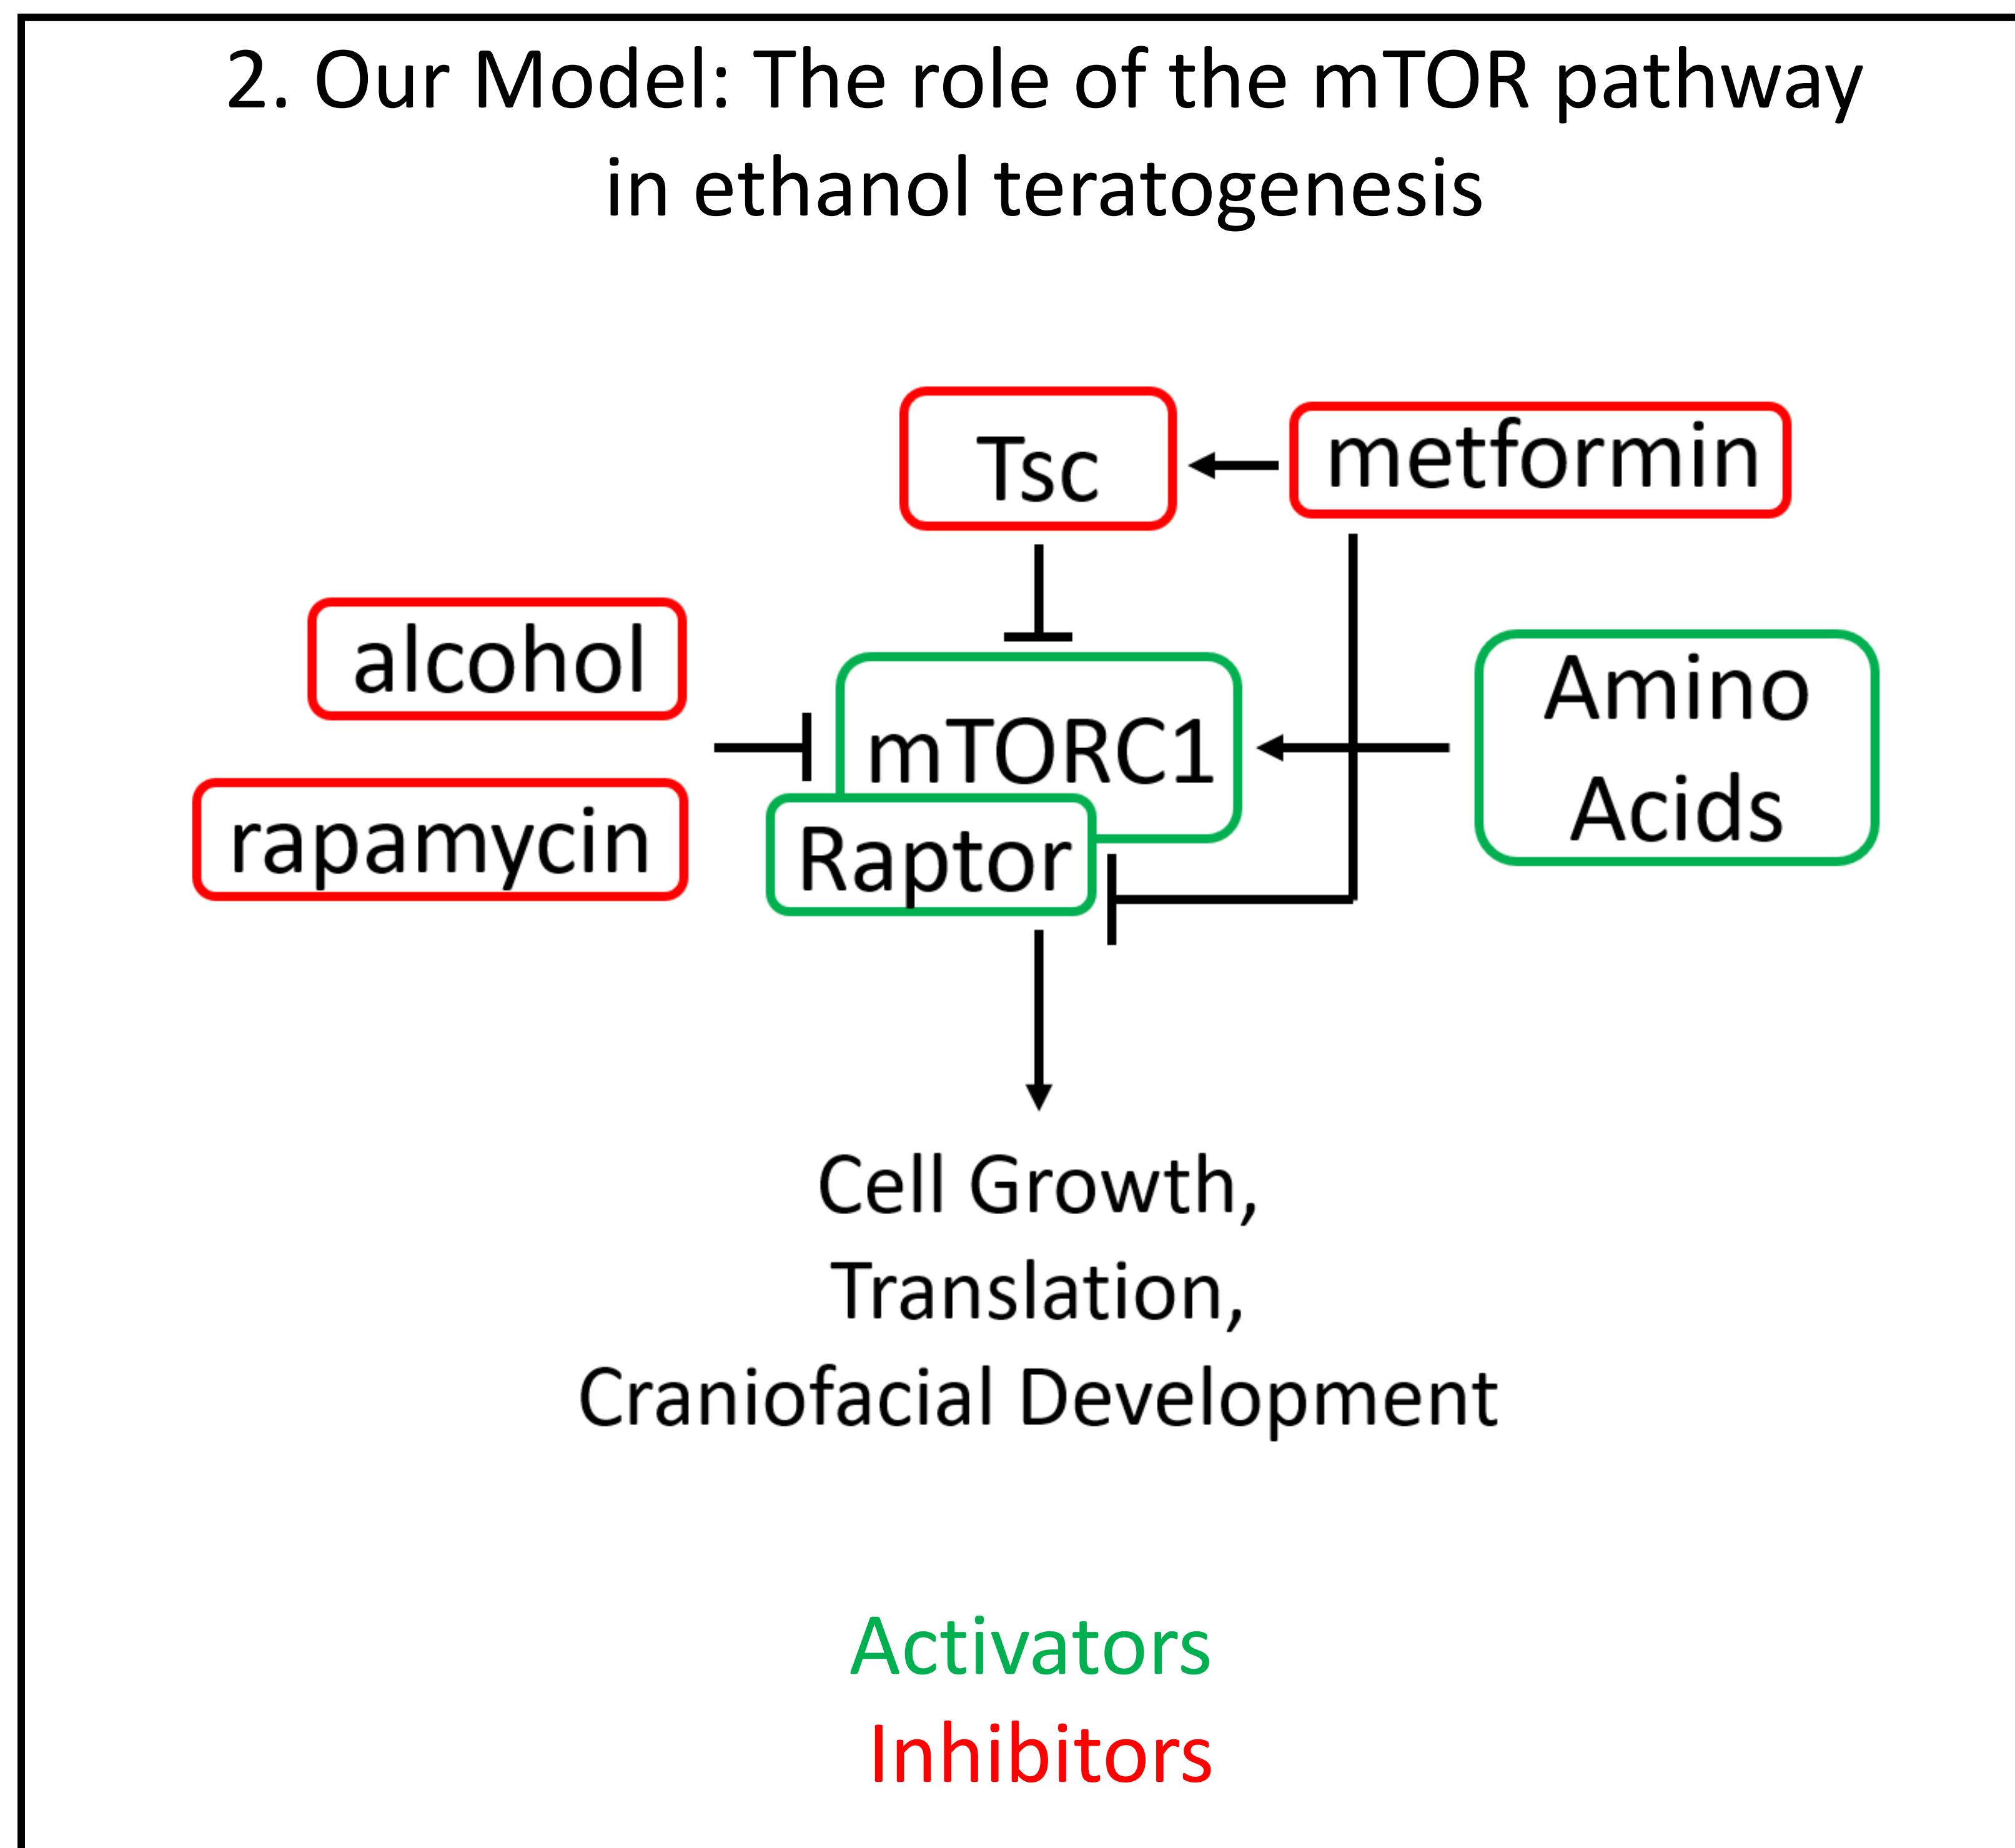 2. Our Model: The role of the mTOR pathway
in ethanol teratogenesis
Tsc
metformin
alcohol
mTORC1
Amino
Acids
rapamycin
Raptor
Cell Growth,
Translation,
Craniofacial Development
Activators
Inhibitors